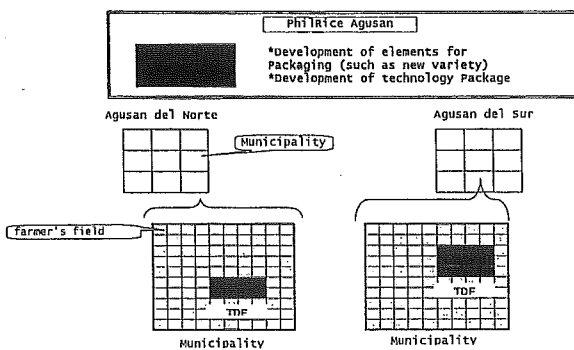 PhilRice Agusan
*Development of elements for
Packaging (such as new variety)
*Development of technology Package
Agusan del Norte
Agusan del Sur
Municipality
farmer's field
TDF
TDF
Municipality
Municipality